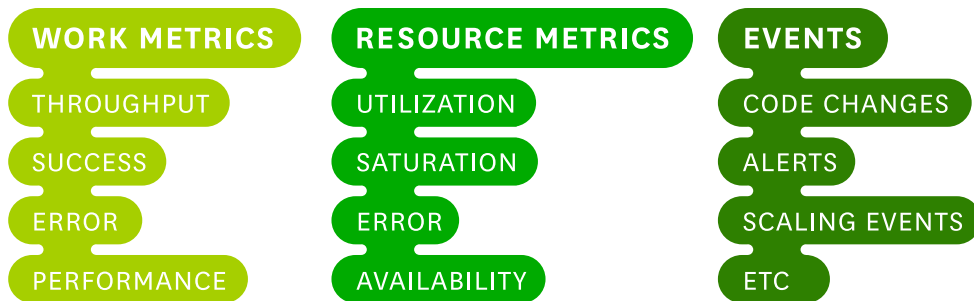 WORK METRICS
THROUGHPUT
SUCCESS
ERROR
PERFORMANCE
RESOURCE METRICS
UTILIZATION
SATURATION
ERROR
AVAILABILITY
EVENTS
CODE CHANGES
ALERTS
SCALING EVENTS
ETC